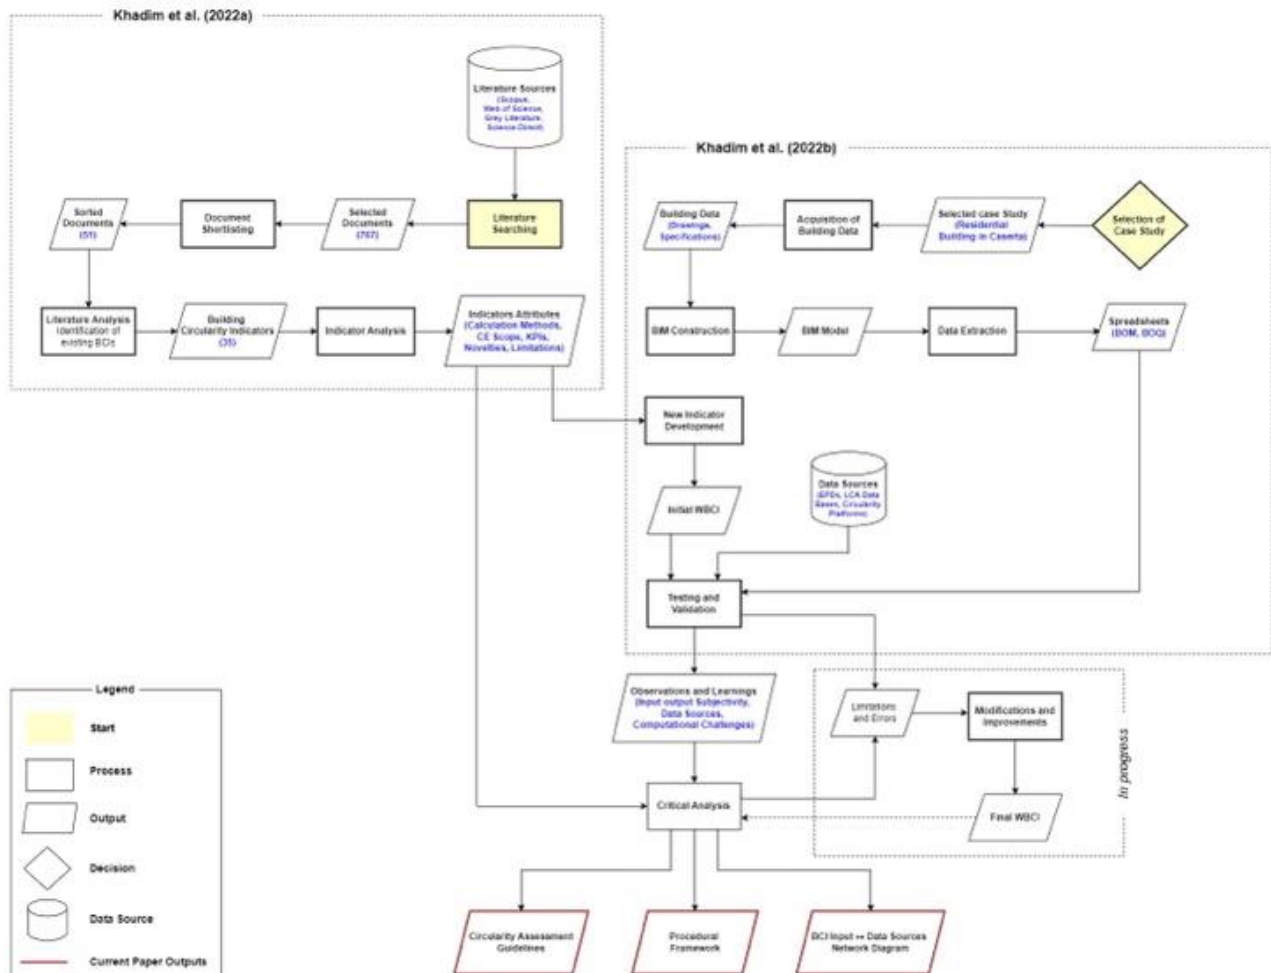 Khadim et al. (2022a)
Literature Sources
(Scopus,
Web of Science,
Grey Literature,
Science Direct)
Sorted
Documents
(51)
Document
Shortlisting
Selected
Documents
(767)
Literature
Searching
Literature Analysis
Identification of
existing BCIs
Building
Circularity Indicators
(35)
Indicator Analysis
Indicators Attributes
(Calculation Methods,
CE Scope, KPIs,
Novelties, Limitations)
Khadim et al. (2022b)
Building Data
(Drawings,
Specifications)
Acquisition of
Building Data
Selected case Study
(Residential
Building in Caserta)
Selection of
Case Study
BIM Construction
BIM Model
Data Extraction
Spreadsheets
(BOM, BOQ)
New Indicator
Development
Initial WBCI
Data Sources
(EPDs, LCA Data
Bases, Circularity
Platforms)
Testing and
Validation
Observations and Learnings
(Input output Subjectivity,
Data Sources,
Computational Challenges)
Limitations
and Errors
Modifications and
Improvements
In progress
Critical Analysis
Final WBCI
Circularity Assessment
Guidelines
Procedural
Framework
BCI Input ↔ Data Sources
Network Diagram
Legend
Start
Process
Output
Decision
Data Source
Current Paper Outputs